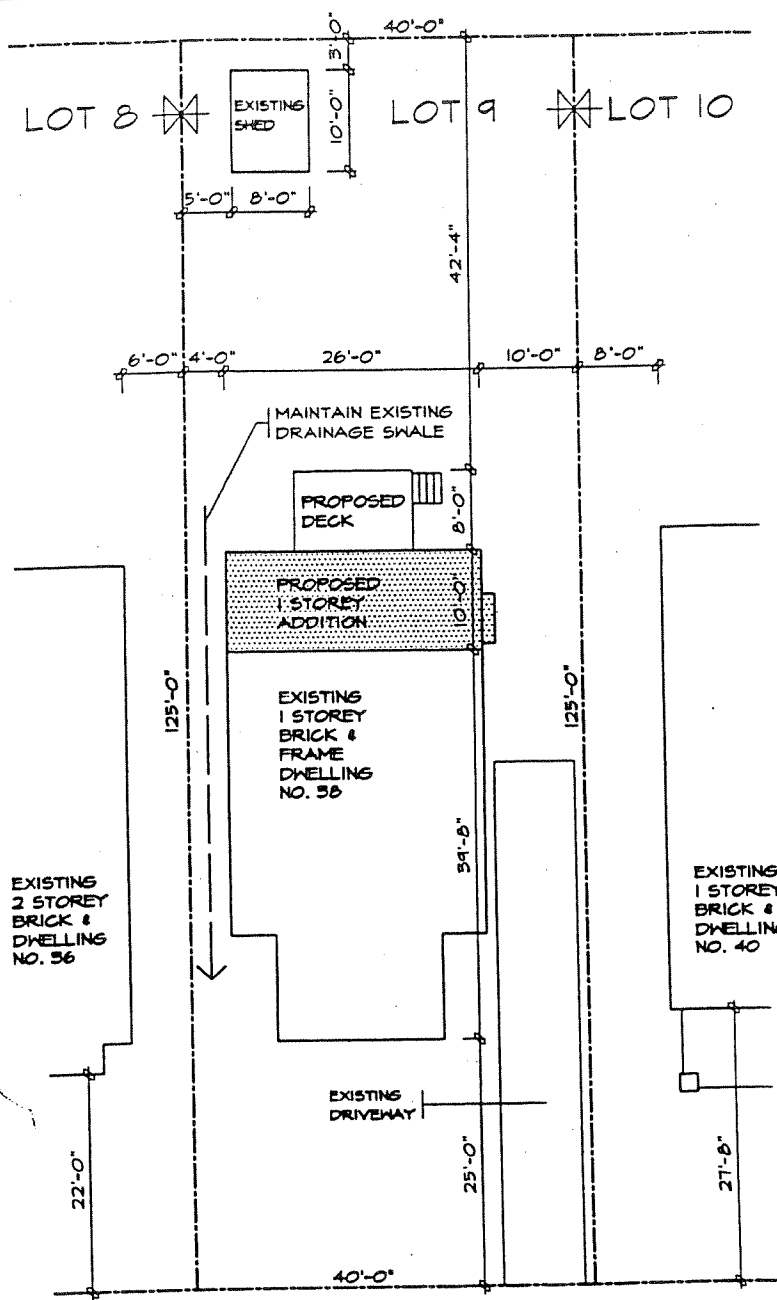 40'-0"
3'-0"
LOT 8
EXISTING
SHED
10'-0"
LOT 9
LOT 10
5'-0" 8'-0"
42'-4"
6'-0" 4'-0" 26'-0" 10'-0" 8'-0"
MAINTAIN EXISTING
DRAINAGE SWALE
PROPOSED
DECK
8'-0"
PROPOSED
1 STOREY
ADDITION
10'-0"
125'-0"
EXISTING
1 STOREY
BRICK &
FRAME
DWELLING
NO. 38
125'-0"
39'-8"
EXISTING
2 STOREY
BRICK &
DWELLING
NO. 36
EXISTING
1 STOREY
BRICK &
DWELLING
NO. 40
EXISTING
DRIVEWAY
22'-0"
25'-0"
27'-8"
40'-0"